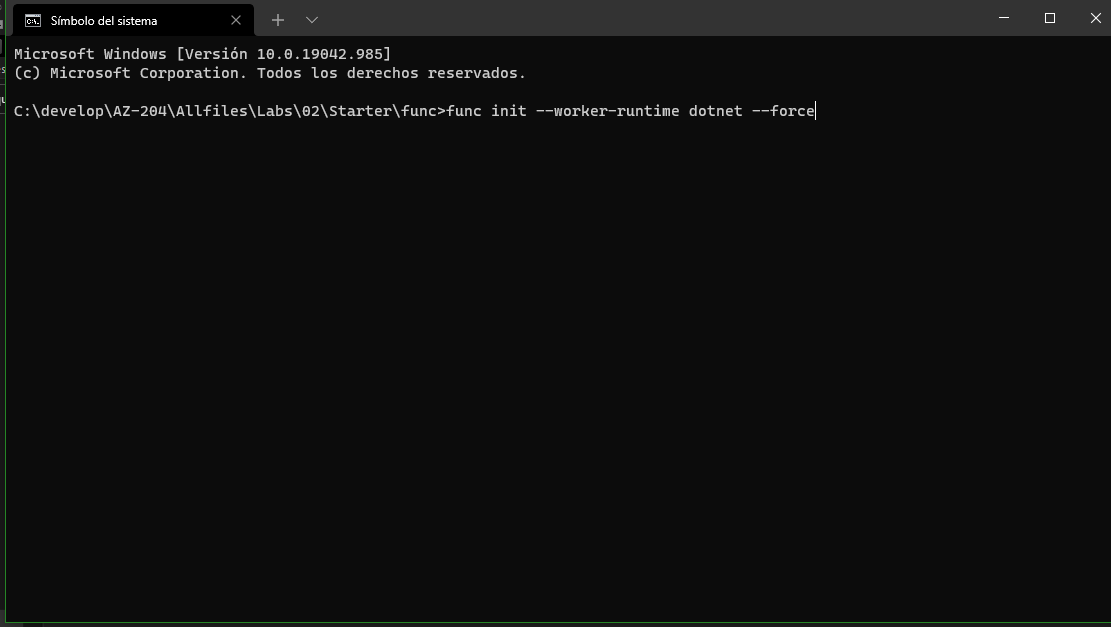 Símbolo del sistema
Microsoft Windows [Versión 10.0.19042.985]
(c) Microsoft Corporation. Todos los derechos reservados.
C:\develop\AZ-204\Allfiles\Labs\02\Starter\func>func init --worker-runtime dotnet --force